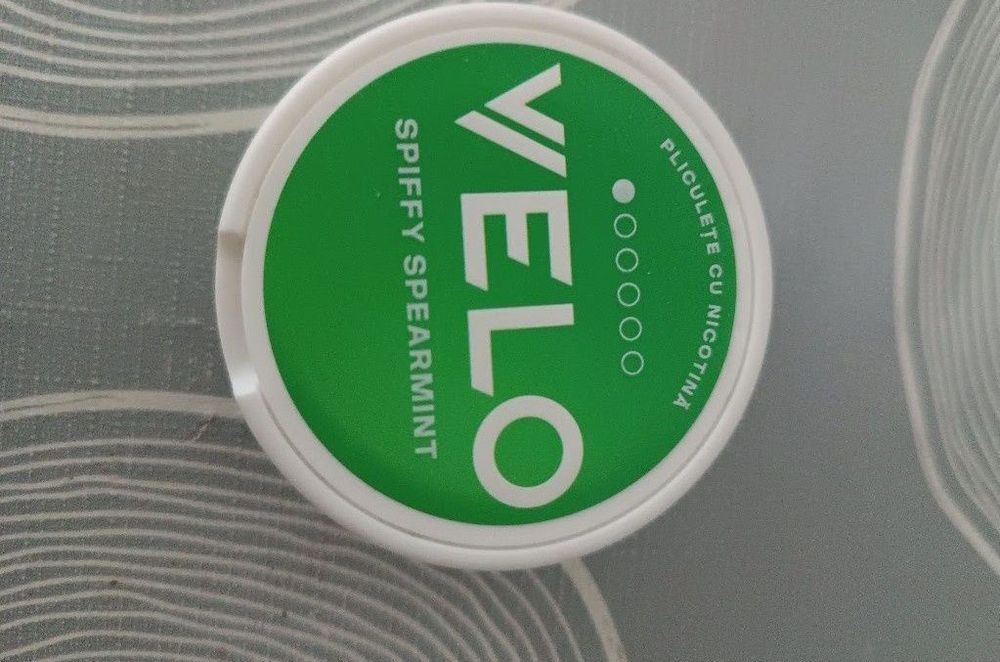 PLICULEȚE CU NICOTINĂ
VELO
SPIFFY SPEARMINT